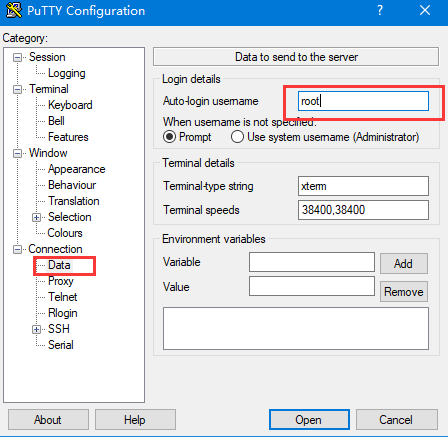 PuTTY Configuration
?
Category:
Session
Logging
Terminal
Keyboard
Bell
Features
Window
Appearance
Behaviour
Translation
Selection
Colours
Connection
Data
Proxy
Telnet
Rlogin
SSH
Serial
Data to send to the server
Login details
Auto-login username
root
When username is not specified:
Prompt
Use system username (Administrator)
Terminal details
Terminal-type string
xterm
Terminal speeds
38400,38400
Environment variables
Variable
Add
Value
Remove
About
Help
Open
Cancel